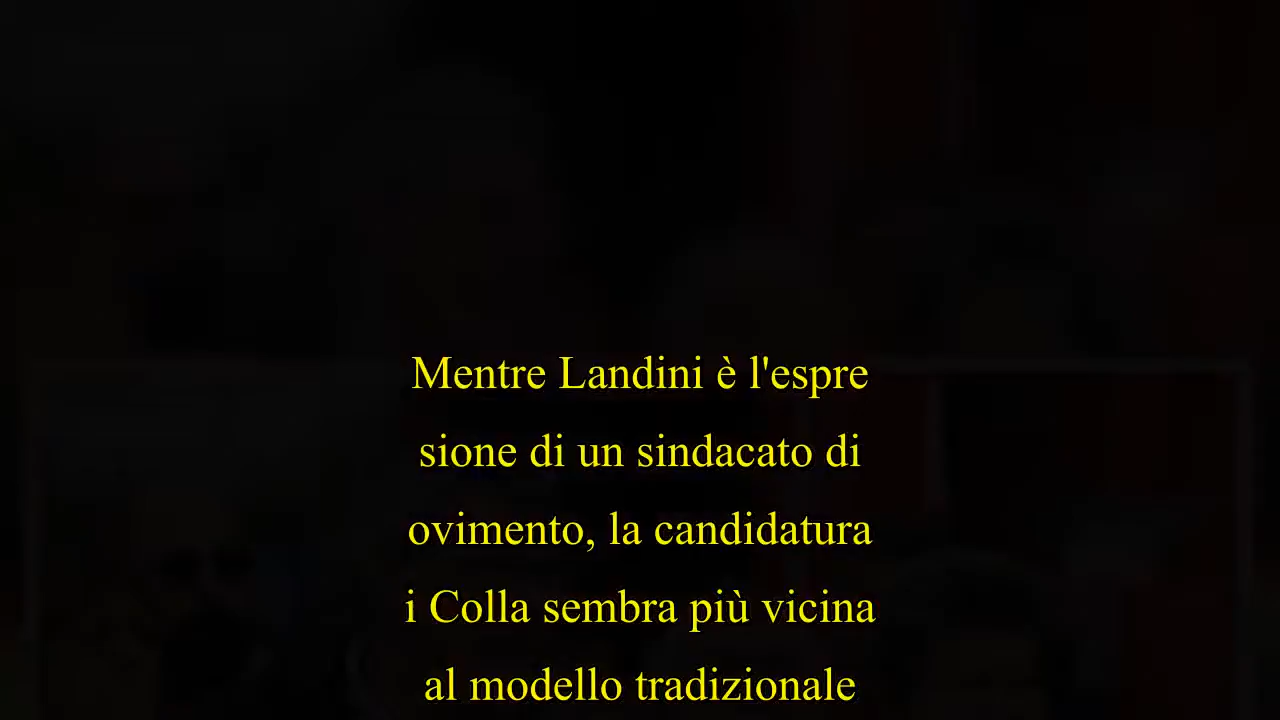 Mentre Landini è l'espre
sione di un sindacato di
ovimento, la candidatura
i Colla sembra più vicina
al modello tradizionale